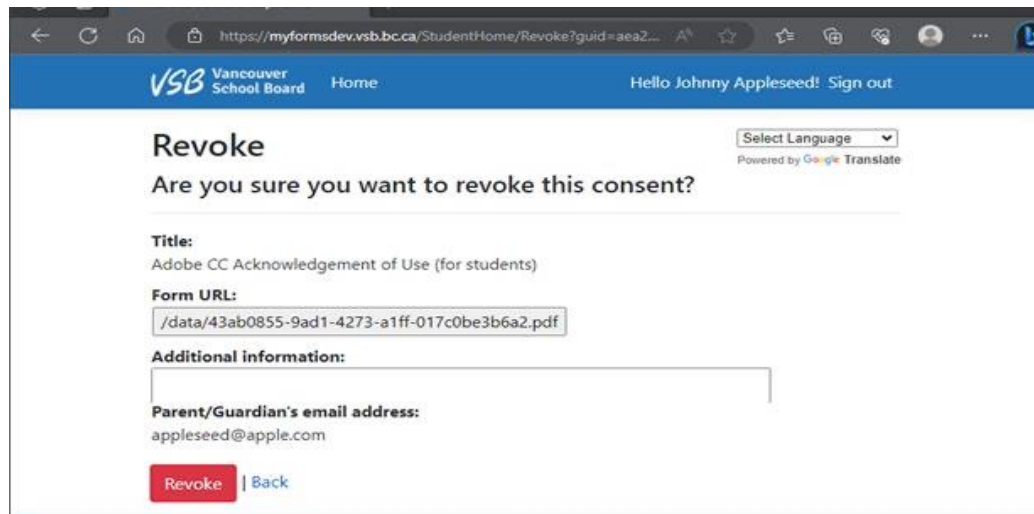 https://myformsdev.vsb.bc.ca/StudentHome/Revoke?guid=aea2...
VSB Vancouver School Board Home Hello Johnny Appleseed! Sign out
Revoke
Select Language
Powered by Google Translate
Are you sure you want to revoke this consent?
Title:
Adobe CC Acknowledgement of Use (for students)
Form URL:
/data/43ab0855-9ad1-4273-a1ff-017c0be3b6a2.pdf
Additional information:
Parent/Guardian's email address:
appleseed@apple.com
Revoke | Back